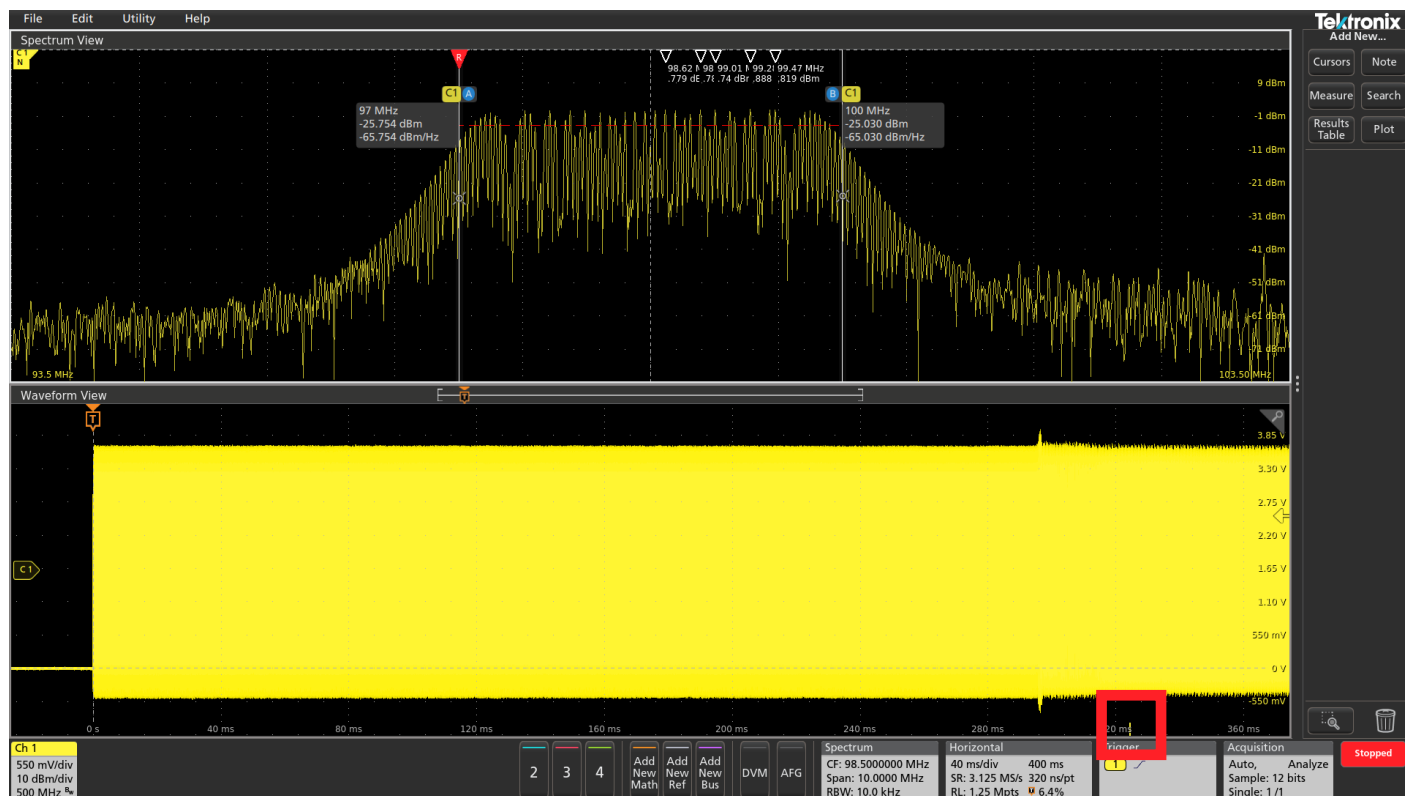 File Edit Utility Help
Tektronix
Add New...
Cursors Note
Measure Search
Results Table Plot
Spectrum View
C1
N
R
98.62 98 99.01 99.47 MHz
.74 .888 .819 dBm
C1 A
97 MHz
-25.754 dBm
-65.754 dBm/Hz
B C1
100 MHz
-25.030 dBm
-65.030 dBm/Hz
9 dBm
-1 dBm
-11 dBm
-21 dBm
-31 dBm
-41 dBm
-51 dBm
-61 dBm
-71 dBm
93.5 MHz
103.50 MHz
Waveform View
T
T
C1
3.85 V
3.30 V
2.75 V
2.20 V
1.65 V
1.10 V
550 mV
0 V
-550 mV
0 s 40 ms 80 ms 120 ms 160 ms 200 ms 240 ms 280 ms 20 ms 360 ms
Ch 1
550 mV/div
10 dBm/div
500 MHz
2 3 4
Add New Math
Add New Ref
Add New Bus
DVM
AFG
Spectrum
CF: 98.5000000 MHz
Span: 10.0000 MHz
RBW: 10.0 kHz
Horizontal
40 ms/div 400 ms
SR: 3.125 MS/s 320 ns/pt
RL: 1.25 Mpts 6.4%
Trigger
1
Acquisition
Auto, Analyze
Sample: 12 bits
Single: 1/1
Stopped